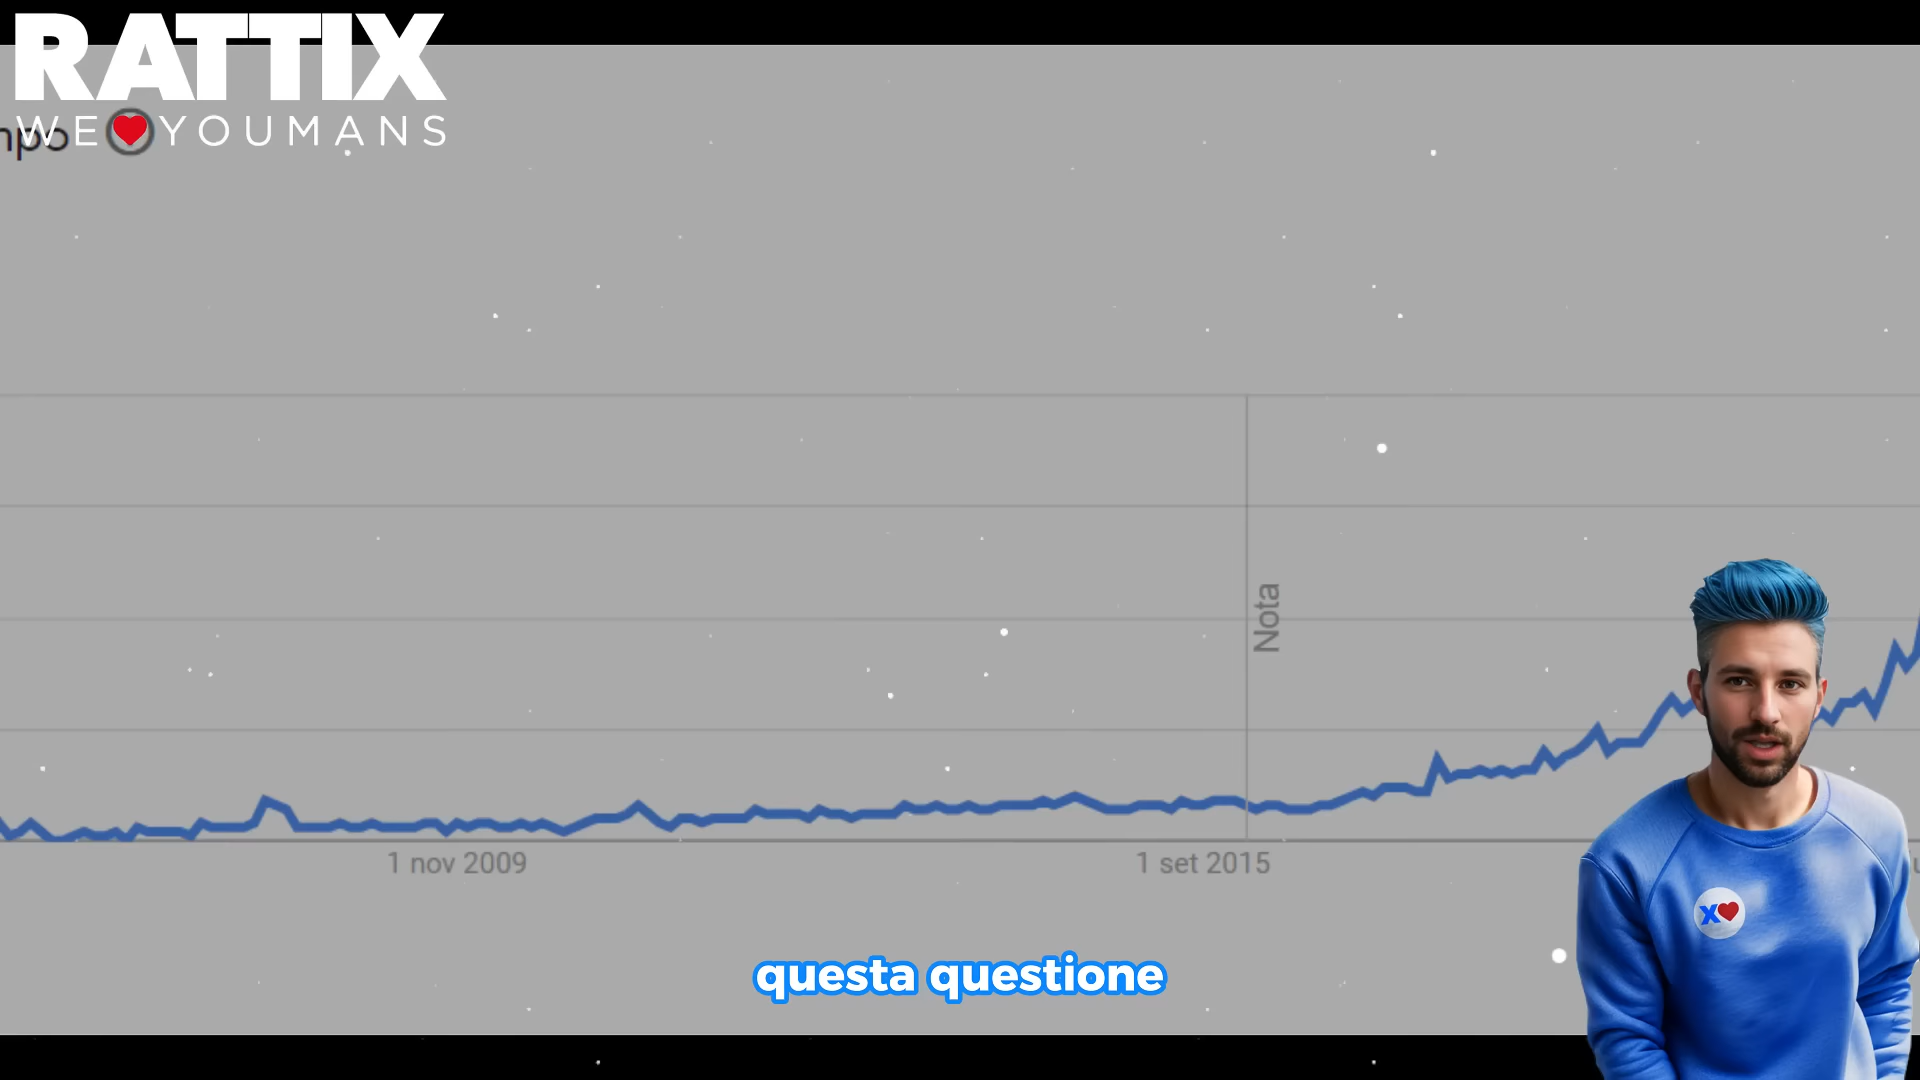 RATTIX
WE❤YOUMANS
Nota
1 nov 2009
1 set 2015
X❤
questa questione